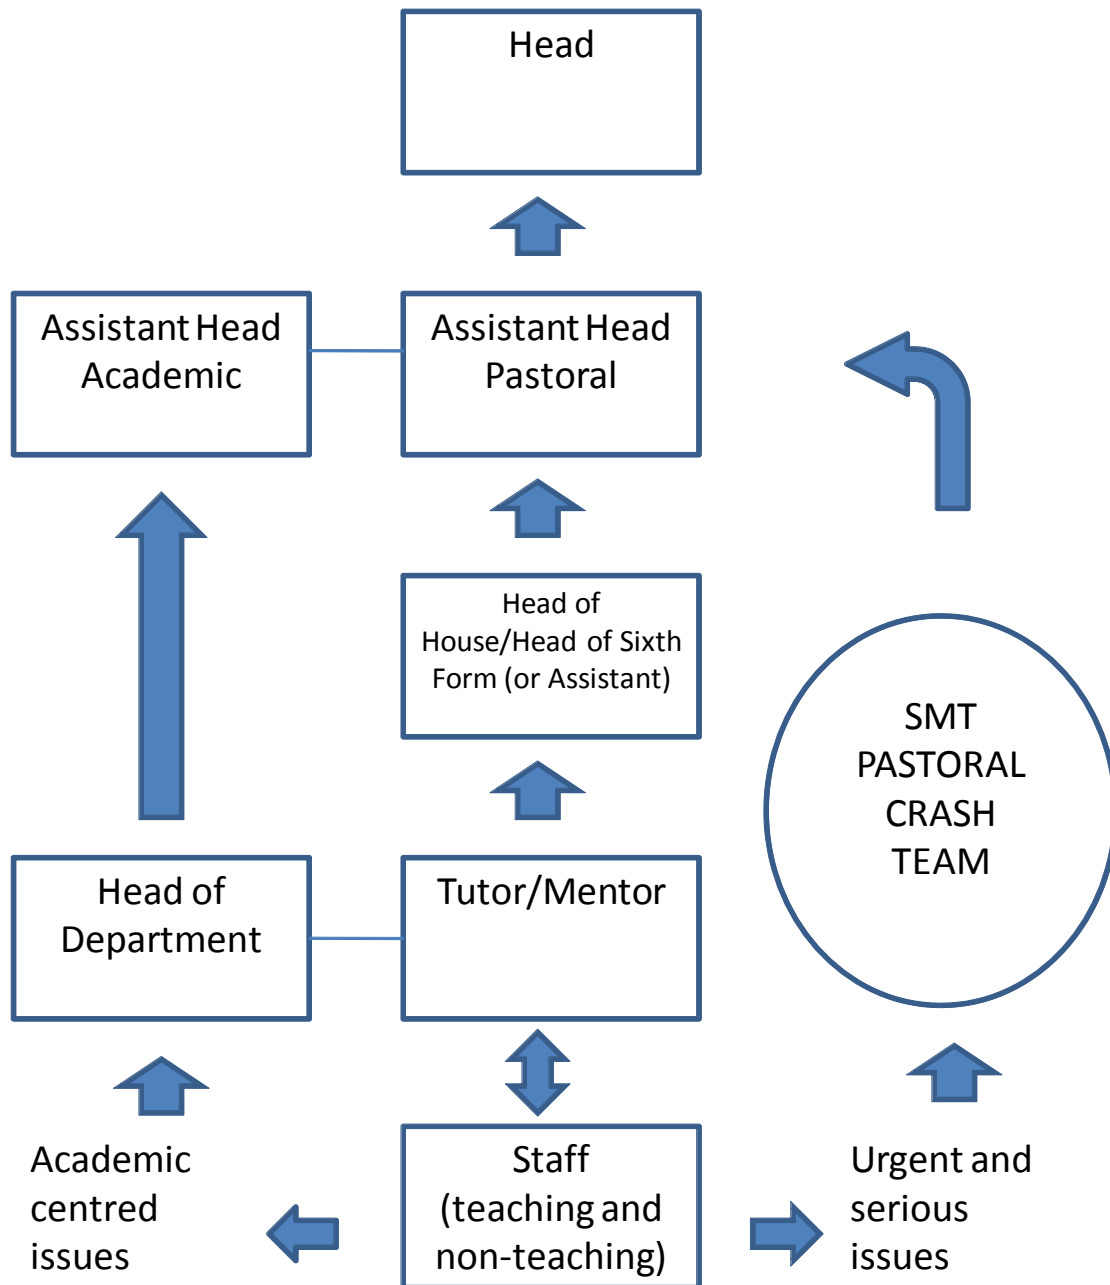 Head
Assistant Head
Academic
Assistant Head
Pastoral
Head of
House/Head of Sixth
Form (or Assistant)
SMT
PASTORAL
CRASH
TEAM
Head of
Department
Tutor/Mentor
Academic
centred
issues
Staff
(teaching and
non-teaching)
Urgent and
serious
issues